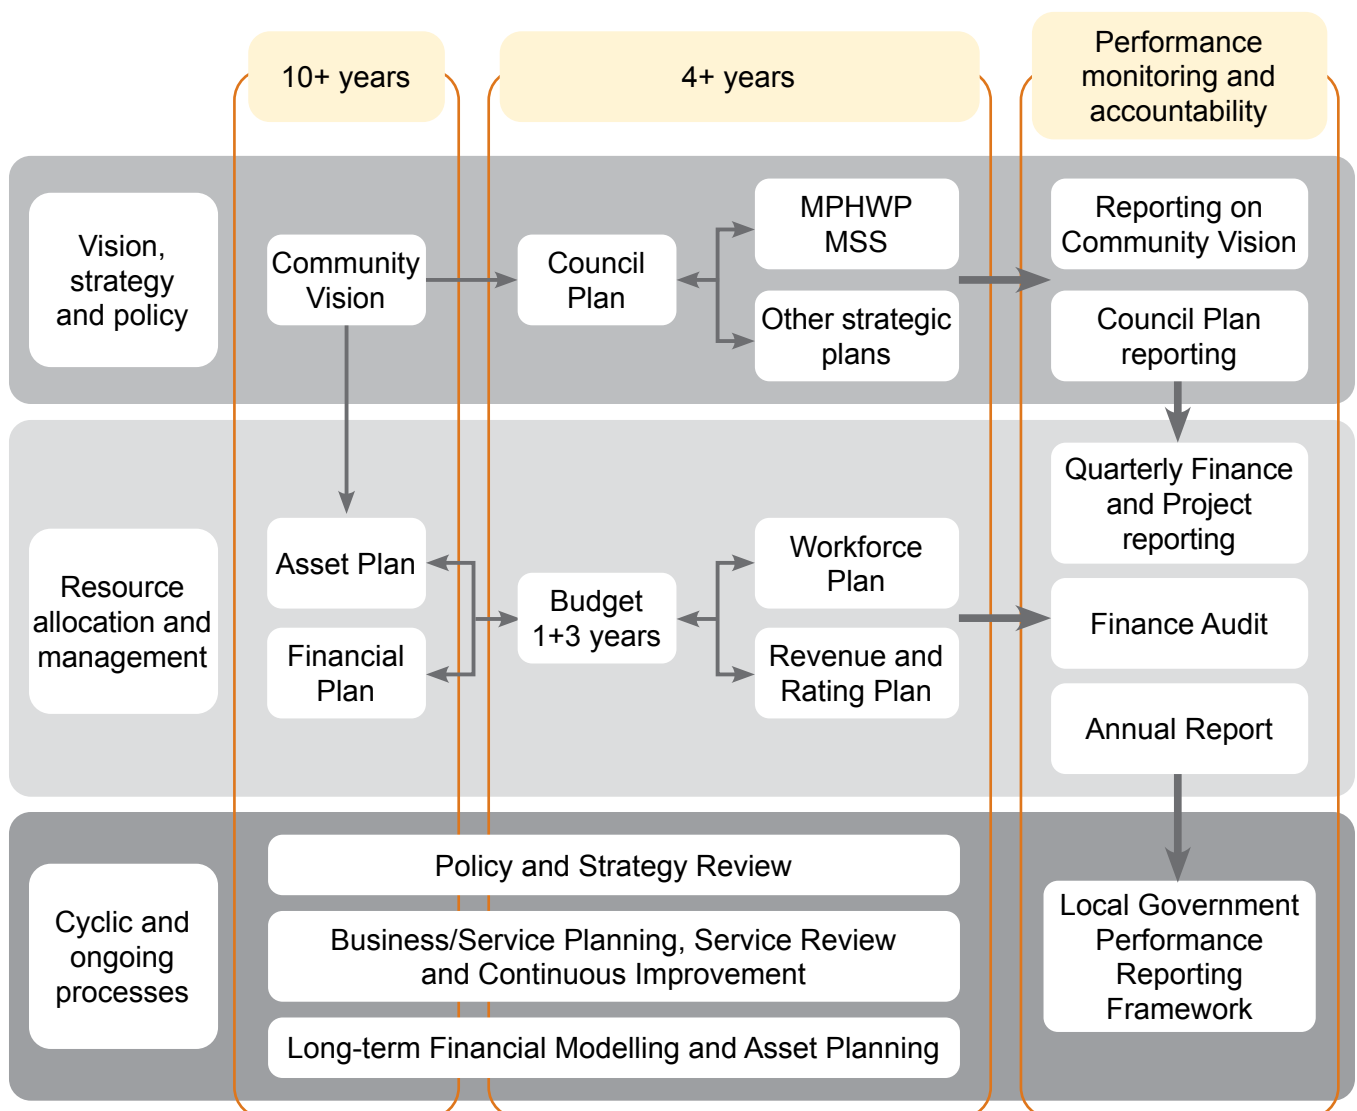 10+ years
4+ years
Performance
monitoring and
accountability
Vision,
strategy
and policy
Community
Vision
Council
Plan
MPHWP
MSS
Other strategic
plans
Reporting on
Community Vision
Council Plan
reporting
Resource
allocation and
management
Asset Plan
Financial
Plan
Budget
1+3 years
Workforce
Plan
Revenue and
Rating Plan
Quarterly Finance
and Project
reporting
Finance Audit
Annual Report
Cyclic and
ongoing
processes
Policy and Strategy Review
Business/Service Planning, Service Review
and Continuous Improvement
Long-term Financial Modelling and Asset Planning
Local Government
Performance
Reporting
Framework